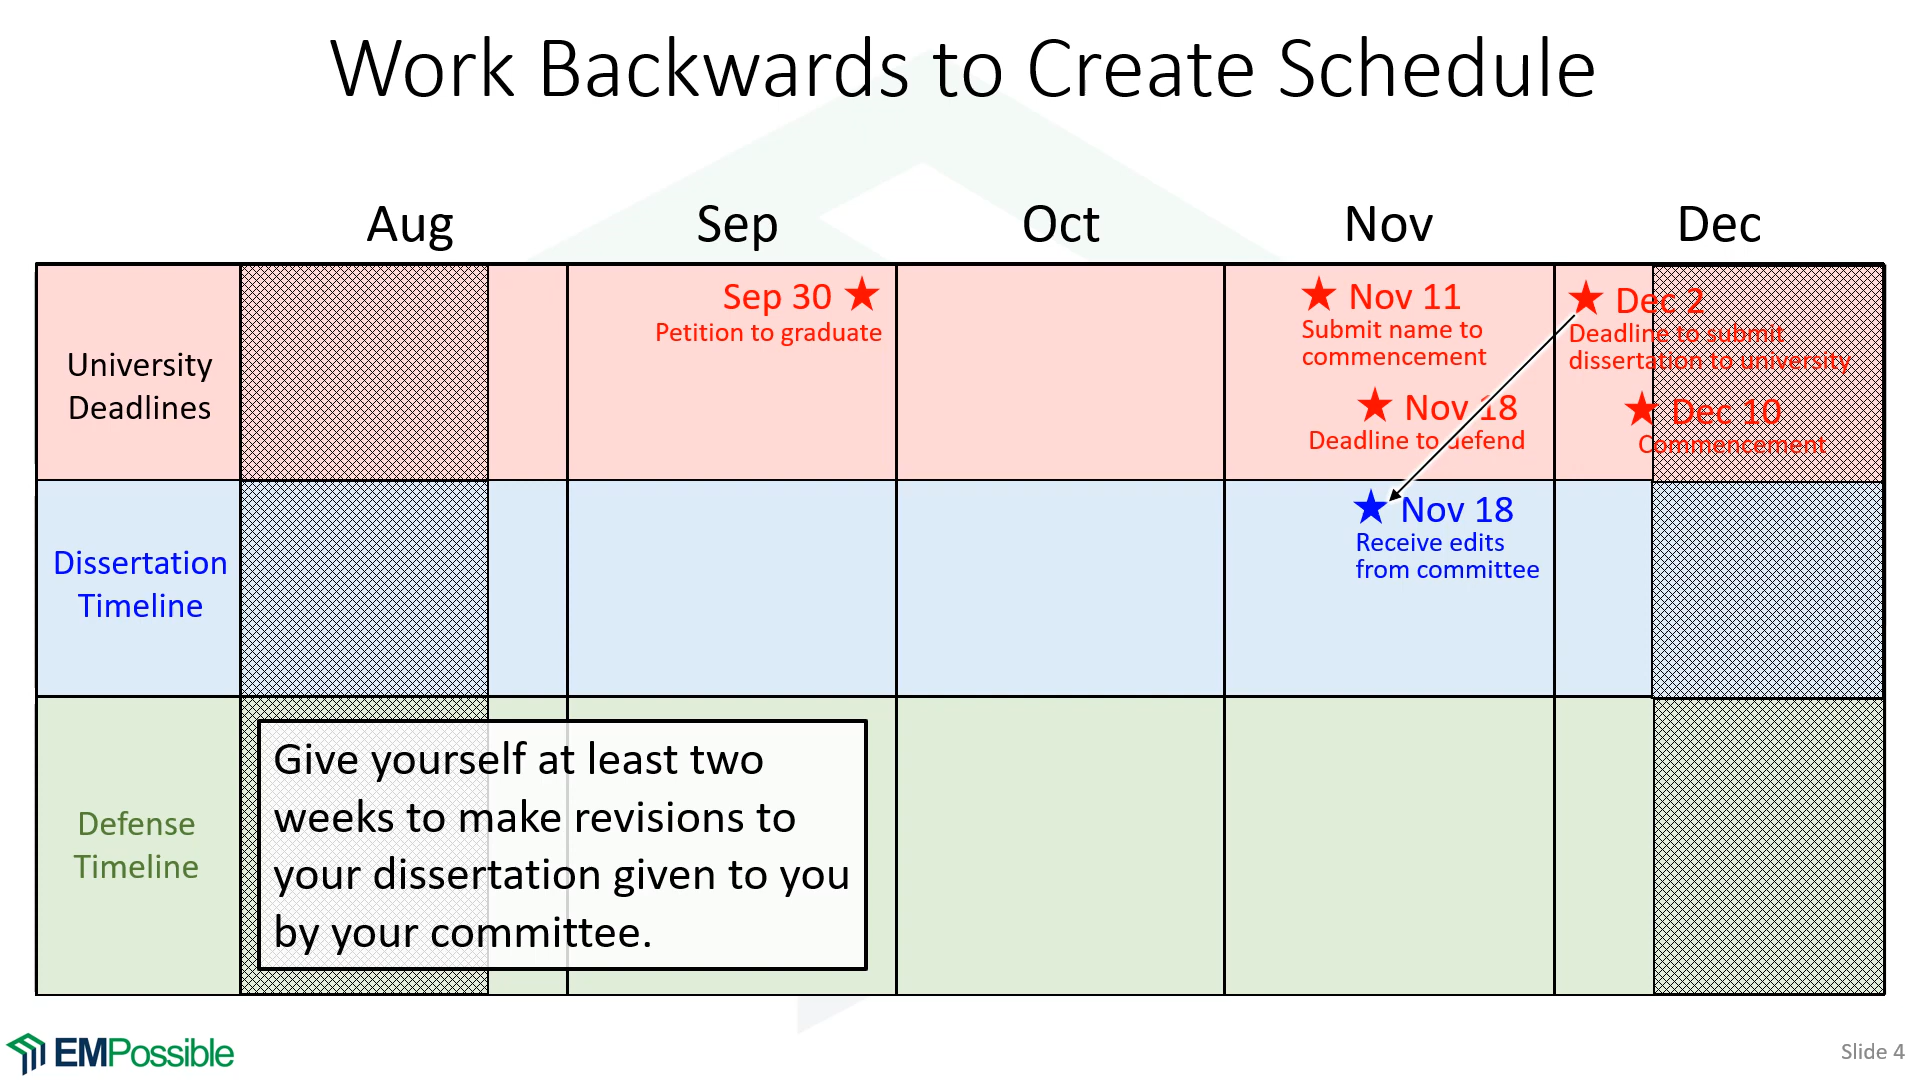 Work Backwards to Create Schedule
Aug
Sep
Oct
Nov
Dec
University
Deadlines
Sep 30
Petition to graduate
Nov 11
Submit name to
commencement
Nov 18
Deadline to defend
Dec 2
Deadline to submit
dissertation to university
Dec 10
Commencement
Dissertation
Timeline
Nov 18
Receive edits
from committee
Defense
Timeline
Give yourself at least two
weeks to make revisions to
your dissertation given to you
by your committee.
EMPossible
Slide 4